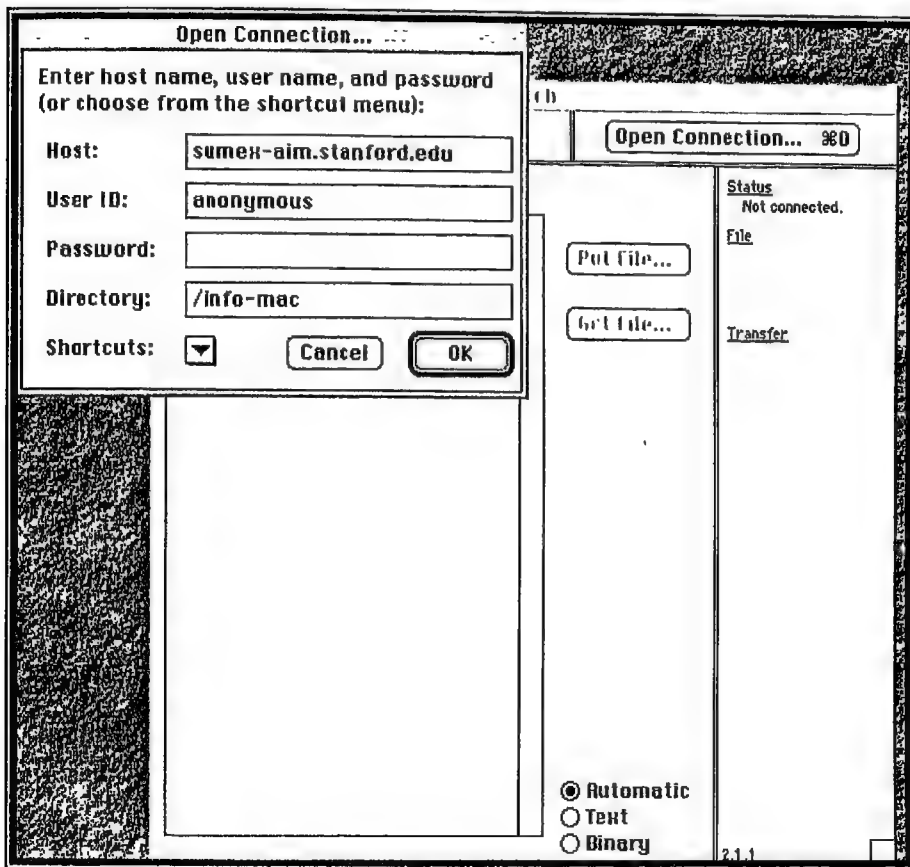 Open Connection...
Enter host name, user name, and password
(or choose from the shortcut menu):
Host: sumex-aim.stanford.edu
User ID: anonymous
Password:
Directory: /info-mac
Shortcuts: Cancel OK
ch
Open Connection... ⌘O
Status
Not connected.
File
Transfer
Put File...
Get File...
Automatic
Text
Binary
2.1.1